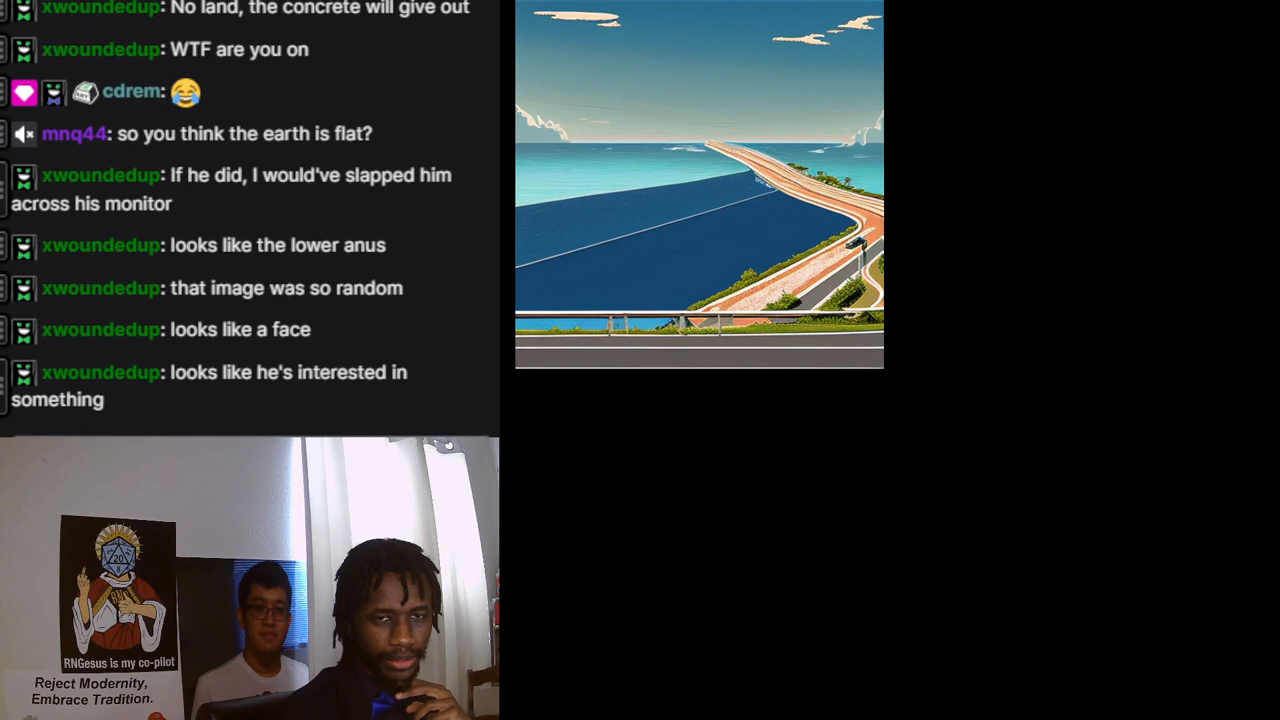 xwoundedup: No land, the concrete will give out
xwoundedup: WTF are you on
cdrem: 😂
mnq44: so you think the earth is flat?
xwoundedup: If he did, I would've slapped him
across his monitor
xwoundedup: looks like the lower anus
xwoundedup: that image was so random
xwoundedup: looks like a face
xwoundedup: looks like he's interested in
something
20
8
RNGesus is my co-pilot
Reject Modernity,
Embrace Tradition.